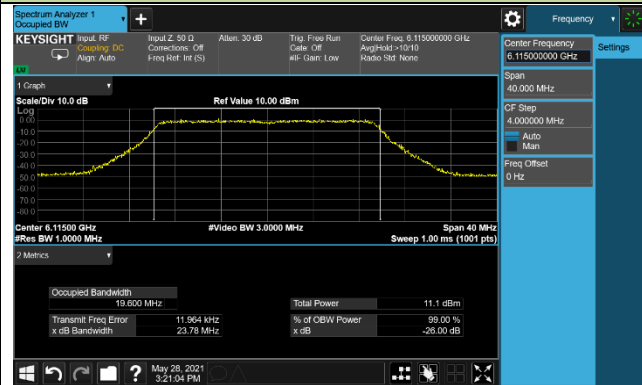 Spectrum Analyzer 1
Occupied BW
Frequency
KEYSIGHT
Input: RF
Coupling: DC
Align: Auto
Input Z: 50 Ω
Corrections: Off
Freq Ref: Int (S)
Atten: 30 dB
Trig: Free Run
Gate: Off
#IF Gain: Low
Center Freq: 6.115000000 GHz
Avg|Hold:>10/10
Radio Std: None
LXI
Center Frequency
6.115000000 GHz
Settings
Span
40.000 MHz
CF Step
4.000000 MHz
Auto
Man
Freq Offset
0 Hz
1 Graph
Scale/Div 10.0 dB
Ref Value 10.00 dBm
Log
0.00
-10.0
-20.0
-30.0
-40.0
-50.0
-60.0
-70.0
-80.0
Center 6.11500 GHz
#Video BW 3.0000 MHz
Span 40 MHz
#Res BW 1.0000 MHz
Sweep 1.00 ms (1001 pts)
2 Metrics
Occupied Bandwidth
19.600 MHz
Total Power
11.1 dBm
Transmit Freq Error
11.964 kHz
% of OBW Power
99.00 %
x dB Bandwidth
23.78 MHz
x dB
-26.00 dB
?
May 28, 2021
3:21:04 PM